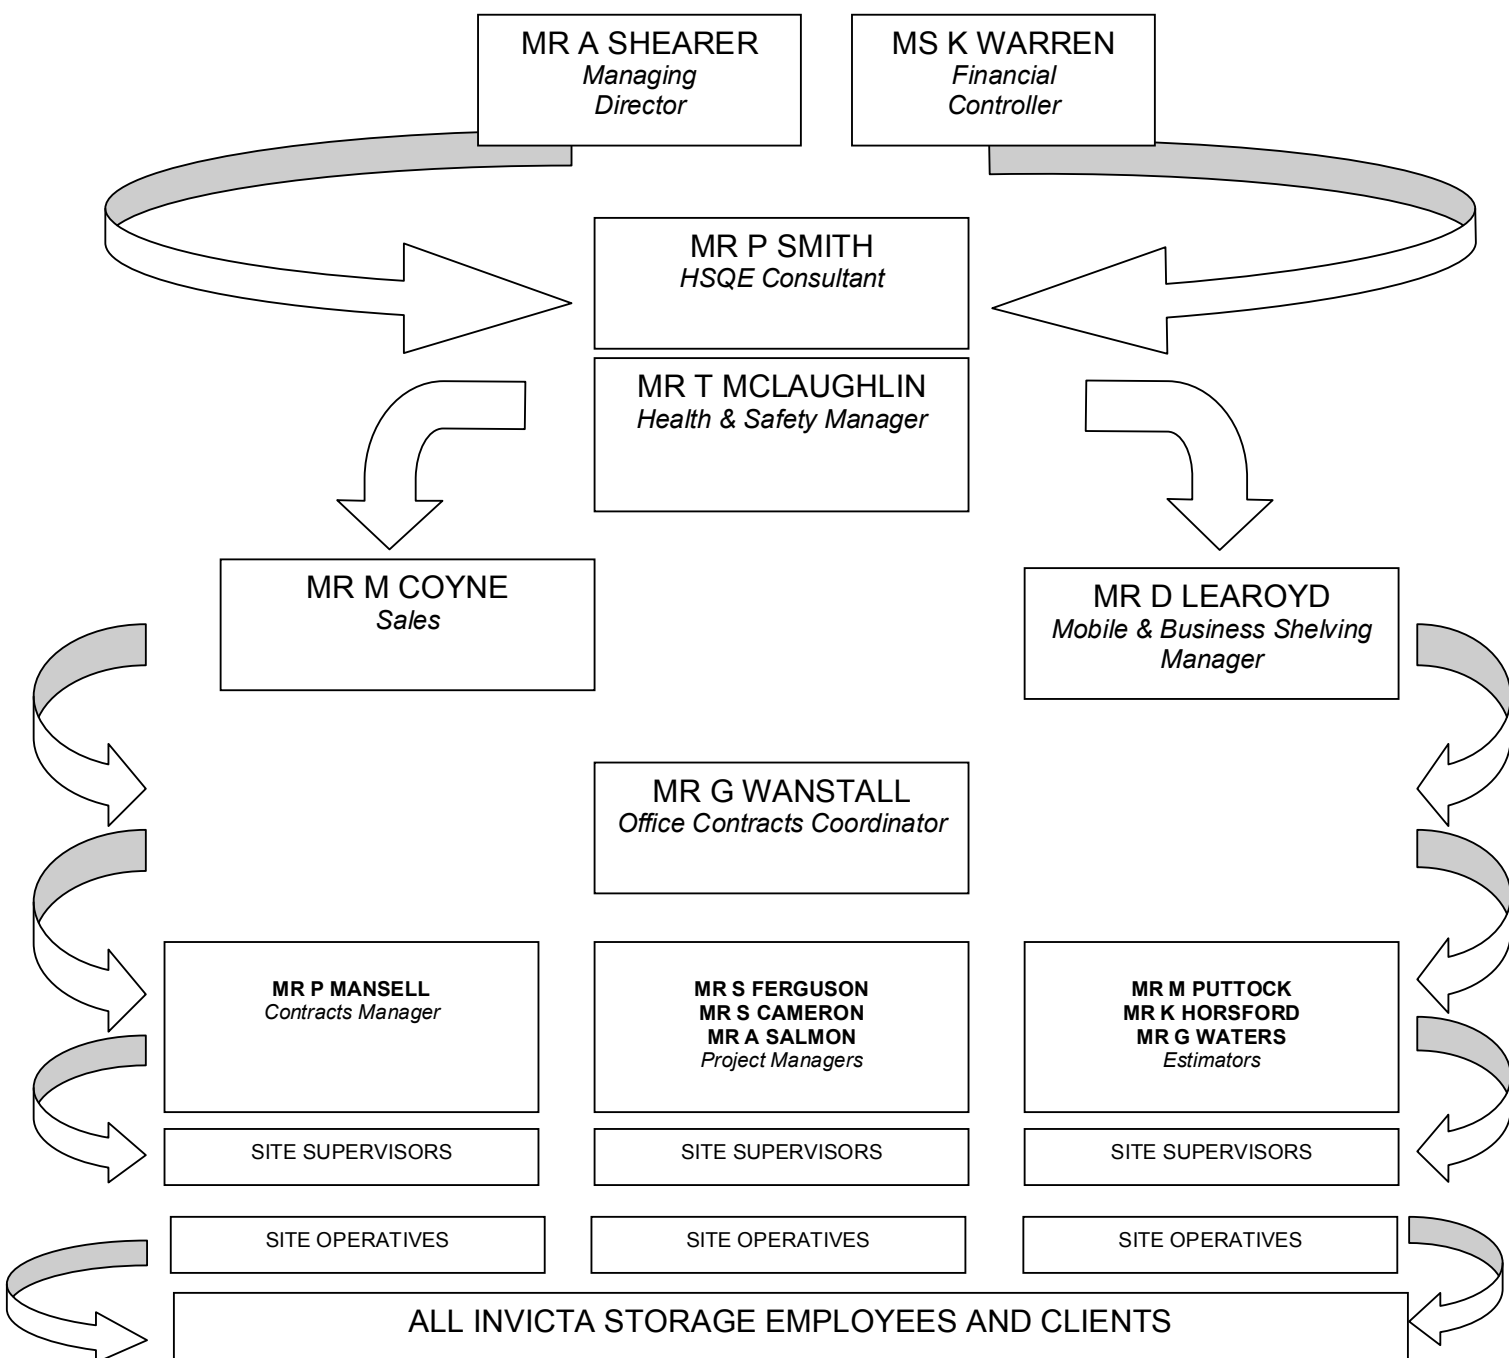 MR A SHEARER
Managing
Director
MS K WARREN
Financial
Controller
MR P SMITH
HSQE Consultant
MR T MCLAUGHLIN
Health & Safety Manager
MR M COYNE
Sales
MR D LEAROYD
Mobile & Business Shelving
Manager
MR G WANSTALL
Office Contracts Coordinator
MR P MANSELL
Contracts Manager
MR S FERGUSON
MR S CAMERON
MR A SALMON
Project Managers
MR M PUTTOCK
MR K HORSFORD
MR G WATERS
Estimators
SITE SUPERVISORS
SITE SUPERVISORS
SITE SUPERVISORS
SITE OPERATIVES
SITE OPERATIVES
SITE OPERATIVES
ALL INVICTA STORAGE EMPLOYEES AND CLIENTS